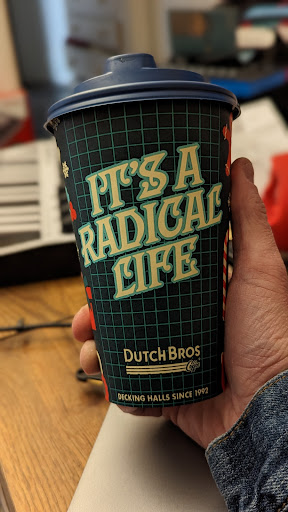 IT'S A
RADICAL
LIFE
DUTCH BROS
DECKING HALLS SINCE 1992